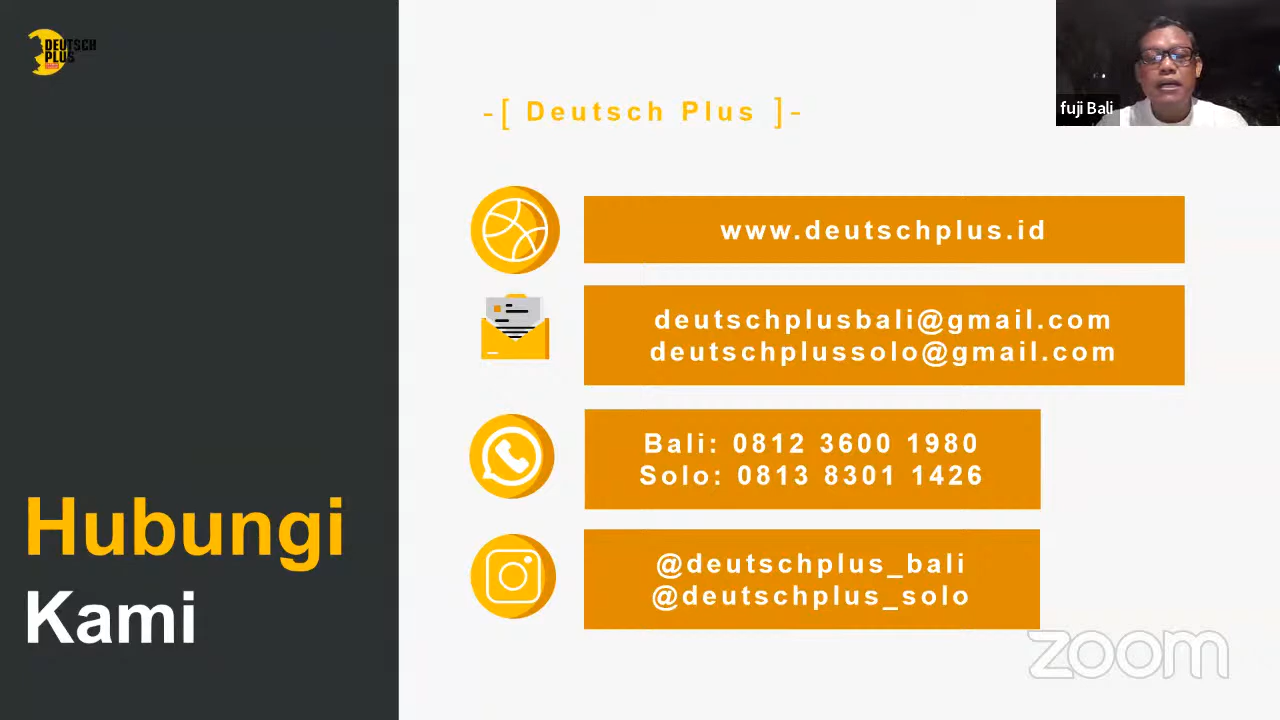 DEUTSCH
PLUS
-[ Deutsch Plus ]-
fuji Bali
www.deutschplus.id
deutschplusbali@gmail.com
deutschplussolo@gmail.com
Bali: 0812 3600 1980
Solo: 0813 8301 1426
@deutschplus_bali
@deutschplus_solo
Hubungi
Kami
zoom